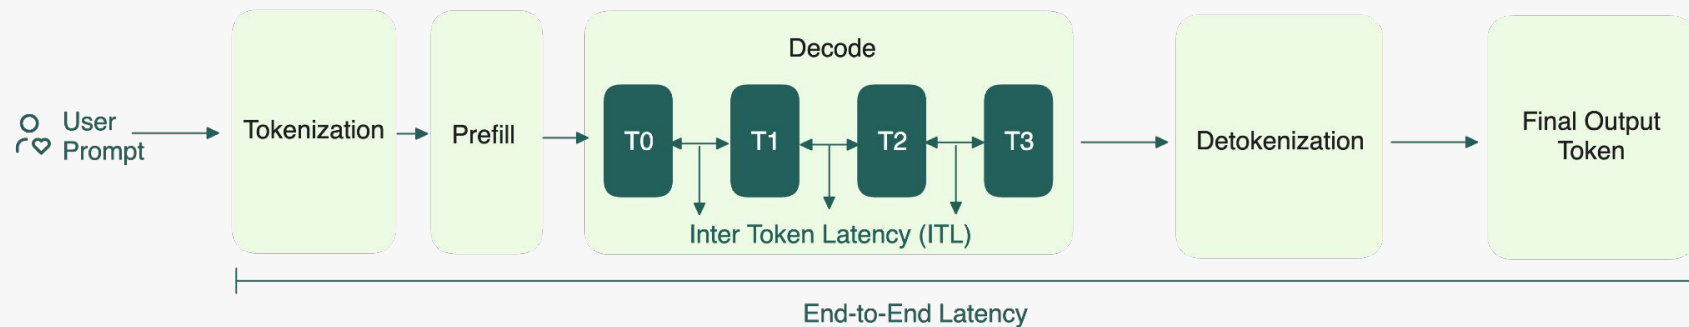 User
Prompt
Tokenization
Prefill
Decode
T0
T1
T2
T3
Inter Token Latency (ITL)
Detokenization
Final Output
Token
End-to-End Latency